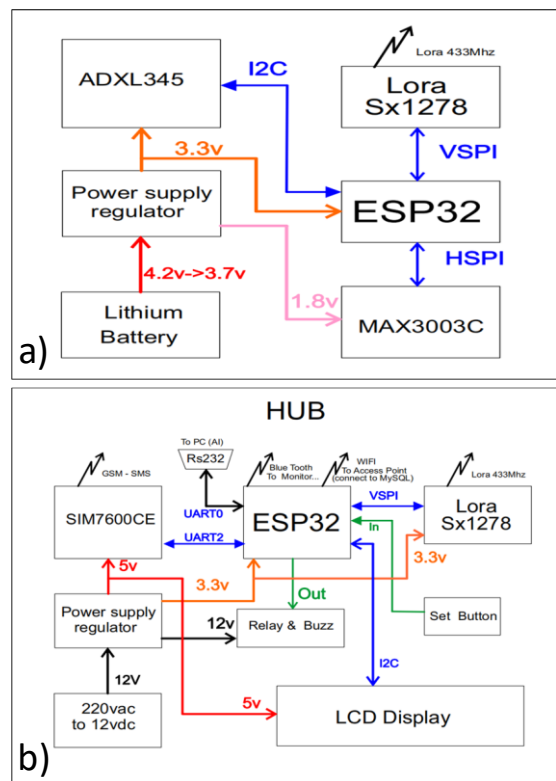 ADXL345
I2C
Lora 433Mhz
Lora
Sx1278
3.3v
VSPI
Power supply
regulator
ESP32
4.2v->3.7v
HSPI
1.8v
Lithium
Battery
MAX3003C
a)
HUB
To PC (AI)
Rs232
GSM - SMS
Blue Tooth
To Monitor...
WIFI
To Access Point
(connect to MySQL)
Lora 433Mhz
SIM7600CE
UART0
ESP32
VSPI
Lora
Sx1278
In
UART2
5v
3.3v
3.3v
Power supply
regulator
Out
12v
Relay & Buzz
Set Button
12V
I2C
220vac
to 12vdc
5v
LCD Display
b)